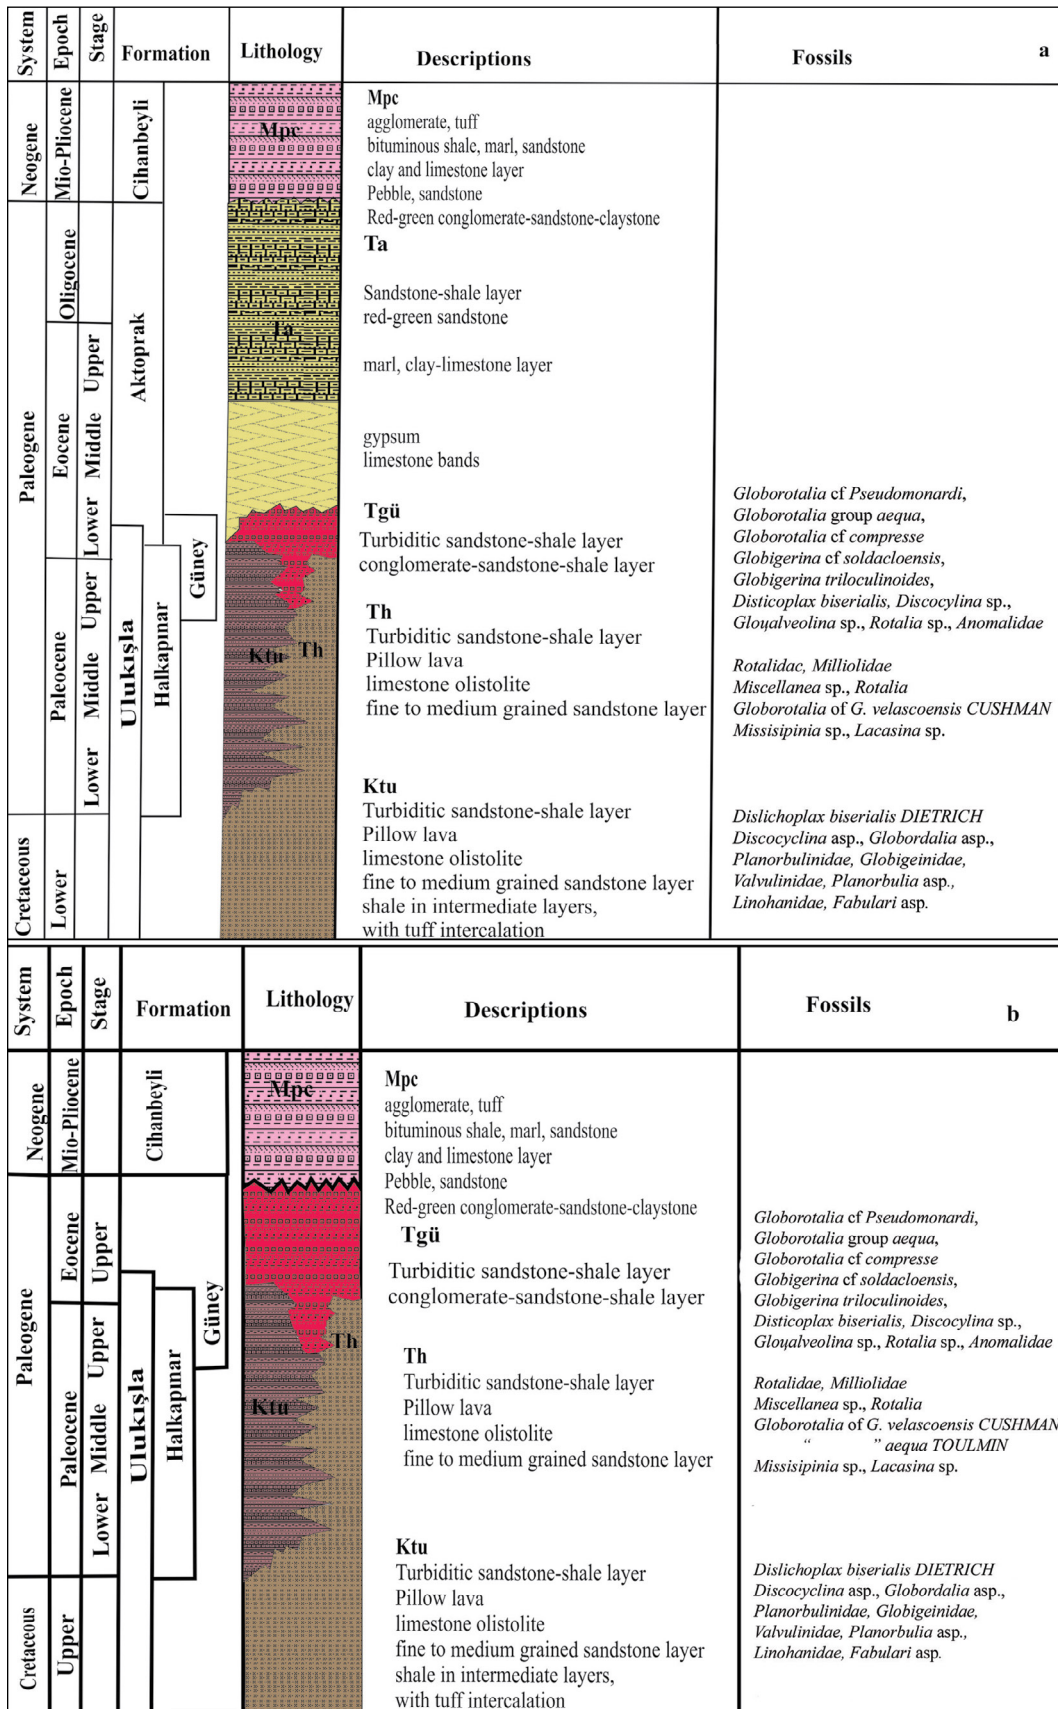 System Epoch Stage Formation Lithology Descriptions Fossils a
Neogene
Mio-Pliocene
Cihanbeyli
Mpc
Mpc
agglomerate, tuff
bituminous shale, marl, sandstone
clay and limestone layer
Pebble, sandstone
Red-green conglomerate-sandstone-claystone
Paleogene
Oligocene
Aktoprak
Ta
Ta
Sandstone-shale layer
red-green sandstone
marl, clay-limestone layer
gypsum
limestone bands
Eocene
Upper
Middle
Lower
Güney
Tgü
Turbiditic sandstone-shale layer
conglomerate-sandstone-shale layer
Globorotalia cf Pseudomonardi,
Globorotalia group aequa,
Globorotalia cf compresse
Globigerina cf soldacloensis,
Globigerina triloculinoides,
Disticoplax biserialis, Discocylina sp.,
Gloyalveolina sp., Rotalia sp., Anomalidae
Paleocene
Upper
Middle
Lower
Ulukışla
Halkapınar
Ktu
Th
Th
Turbiditic sandstone-shale layer
Pillow lava
limestone olistolite
fine to medium grained sandstone layer
Rotalidac, Milliolidae
Miscellanea sp., Rotalia
Globorotalia of G. velascoensis CUSHMAN
Missisipinia sp., Lacasina sp.
Cretaceous
Lower
Ktu
Turbiditic sandstone-shale layer
Pillow lava
limestone olistolite
fine to medium grained sandstone layer
shale in intermediate layers,
with tuff intercalation
Dislichoplax biserialis DIETRICH
Discocyclina asp., Globordalia asp.,
Planorbulinidae, Globigeinidae,
Valvulinidae, Planorbulia asp.,
Linohanidae, Fabulari asp.
System Epoch Stage Formation Lithology Descriptions Fossils b
Neogene
Mio-Pliocene
Cihanbeyli
Mpc
Mpc
agglomerate, tuff
bituminous shale, marl, sandstone
clay and limestone layer
Pebble, sandstone
Red-green conglomerate-sandstone-claystone
Paleogene
Eocene
Upper
Güney
Tgü
Turbiditic sandstone-shale layer
conglomerate-sandstone-shale layer
Globorotalia cf Pseudomonardi,
Globorotalia group aequa,
Globorotalia cf compresse
Globigerina cf soldacloensis,
Globigerina triloculinoides,
Disticoplax biserialis, Discocylina sp.,
Gloyalveolina sp., Rotalia sp., Anomalidae
Paleocene
Upper
Middle
Lower
Ulukışla
Halkapınar
Th
Ktu
Th
Turbiditic sandstone-shale layer
Pillow lava
limestone olistolite
fine to medium grained sandstone layer
Rotalidae, Milliolidae
Miscellanea sp., Rotalia
Globorotalia of G. velascoensis CUSHMAN
“ ” aequa TOULMIN
Missisipinia sp., Lacasina sp.
Cretaceous
Upper
Ktu
Turbiditic sandstone-shale layer
Pillow lava
limestone olistolite
fine to medium grained sandstone layer
shale in intermediate layers,
with tuff intercalation
Dislichoplax biserialis DIETRICH
Discocyclina asp., Globordalia asp.,
Planorbulinidae, Globigeinidae,
Valvulinidae, Planorbulia asp.,
Linohanidae, Fabulari asp.